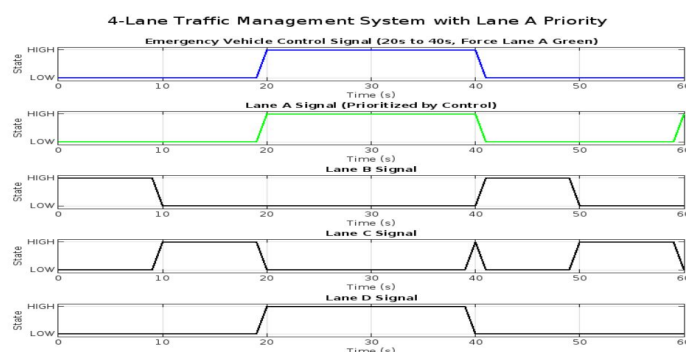 4-Lane Traffic Management System with Lane A Priority
Emergency Vehicle Control Signal (20s to 40s, Force Lane A Green)
State
HIGH
LOW
0 10 20 30 40 50 60
Time (s)
Lane A Signal (Prioritized by Control)
State
HIGH
LOW
0 10 20 30 40 50 60
Time (s)
Lane B Signal
State
HIGH
LOW
0 10 20 30 40 50 60
Time (s)
Lane C Signal
State
HIGH
LOW
0 10 20 30 40 50 60
Time (s)
Lane D Signal
State
HIGH
LOW
0 10 20 30 40 50 60
Time (s)